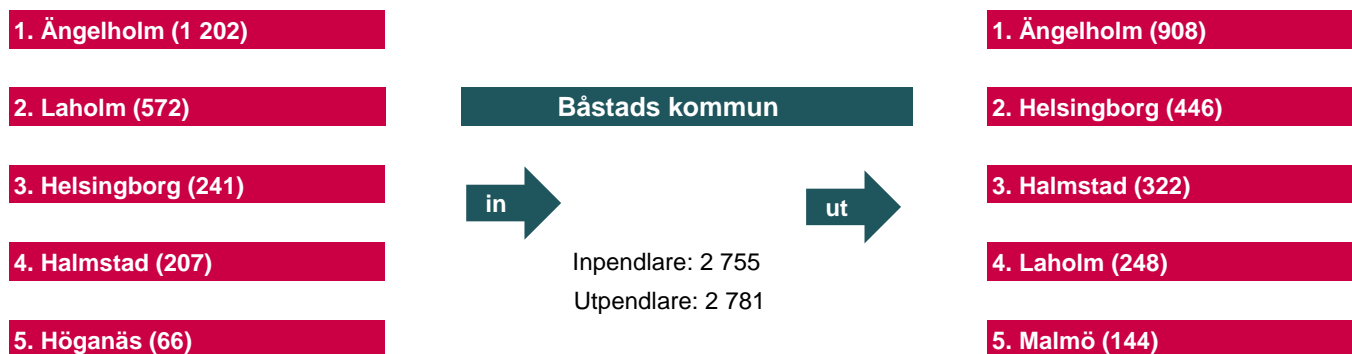 1. Ängelholm (1 202)
2. Laholm (572)
3. Helsingborg (241)
4. Halmstad (207)
5. Höganäs (66)
Båstads kommun
in
ut
Inpendlare: 2 755
Utpendlare: 2 781
1. Ängelholm (908)
2. Helsingborg (446)
3. Halmstad (322)
4. Laholm (248)
5. Malmö (144)